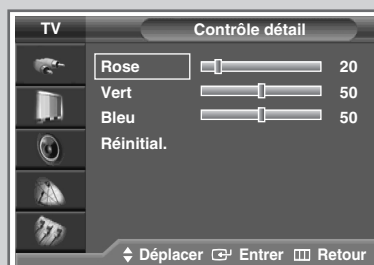 TV Contrôle détail
Rose 20
Vert 50
Bleu 50
Réinitial.
Déplacer Entrer Retour